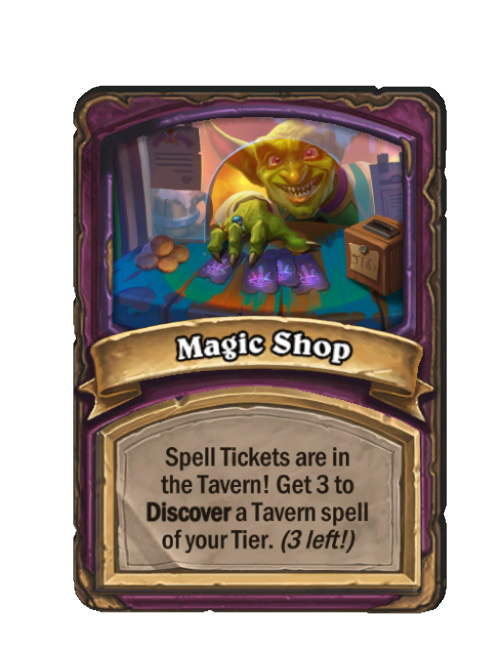 Magic Shop
Spell Tickets are in
the Tavern! Get 3 to
Discover a Tavern spell
of your Tier. (3 left!)